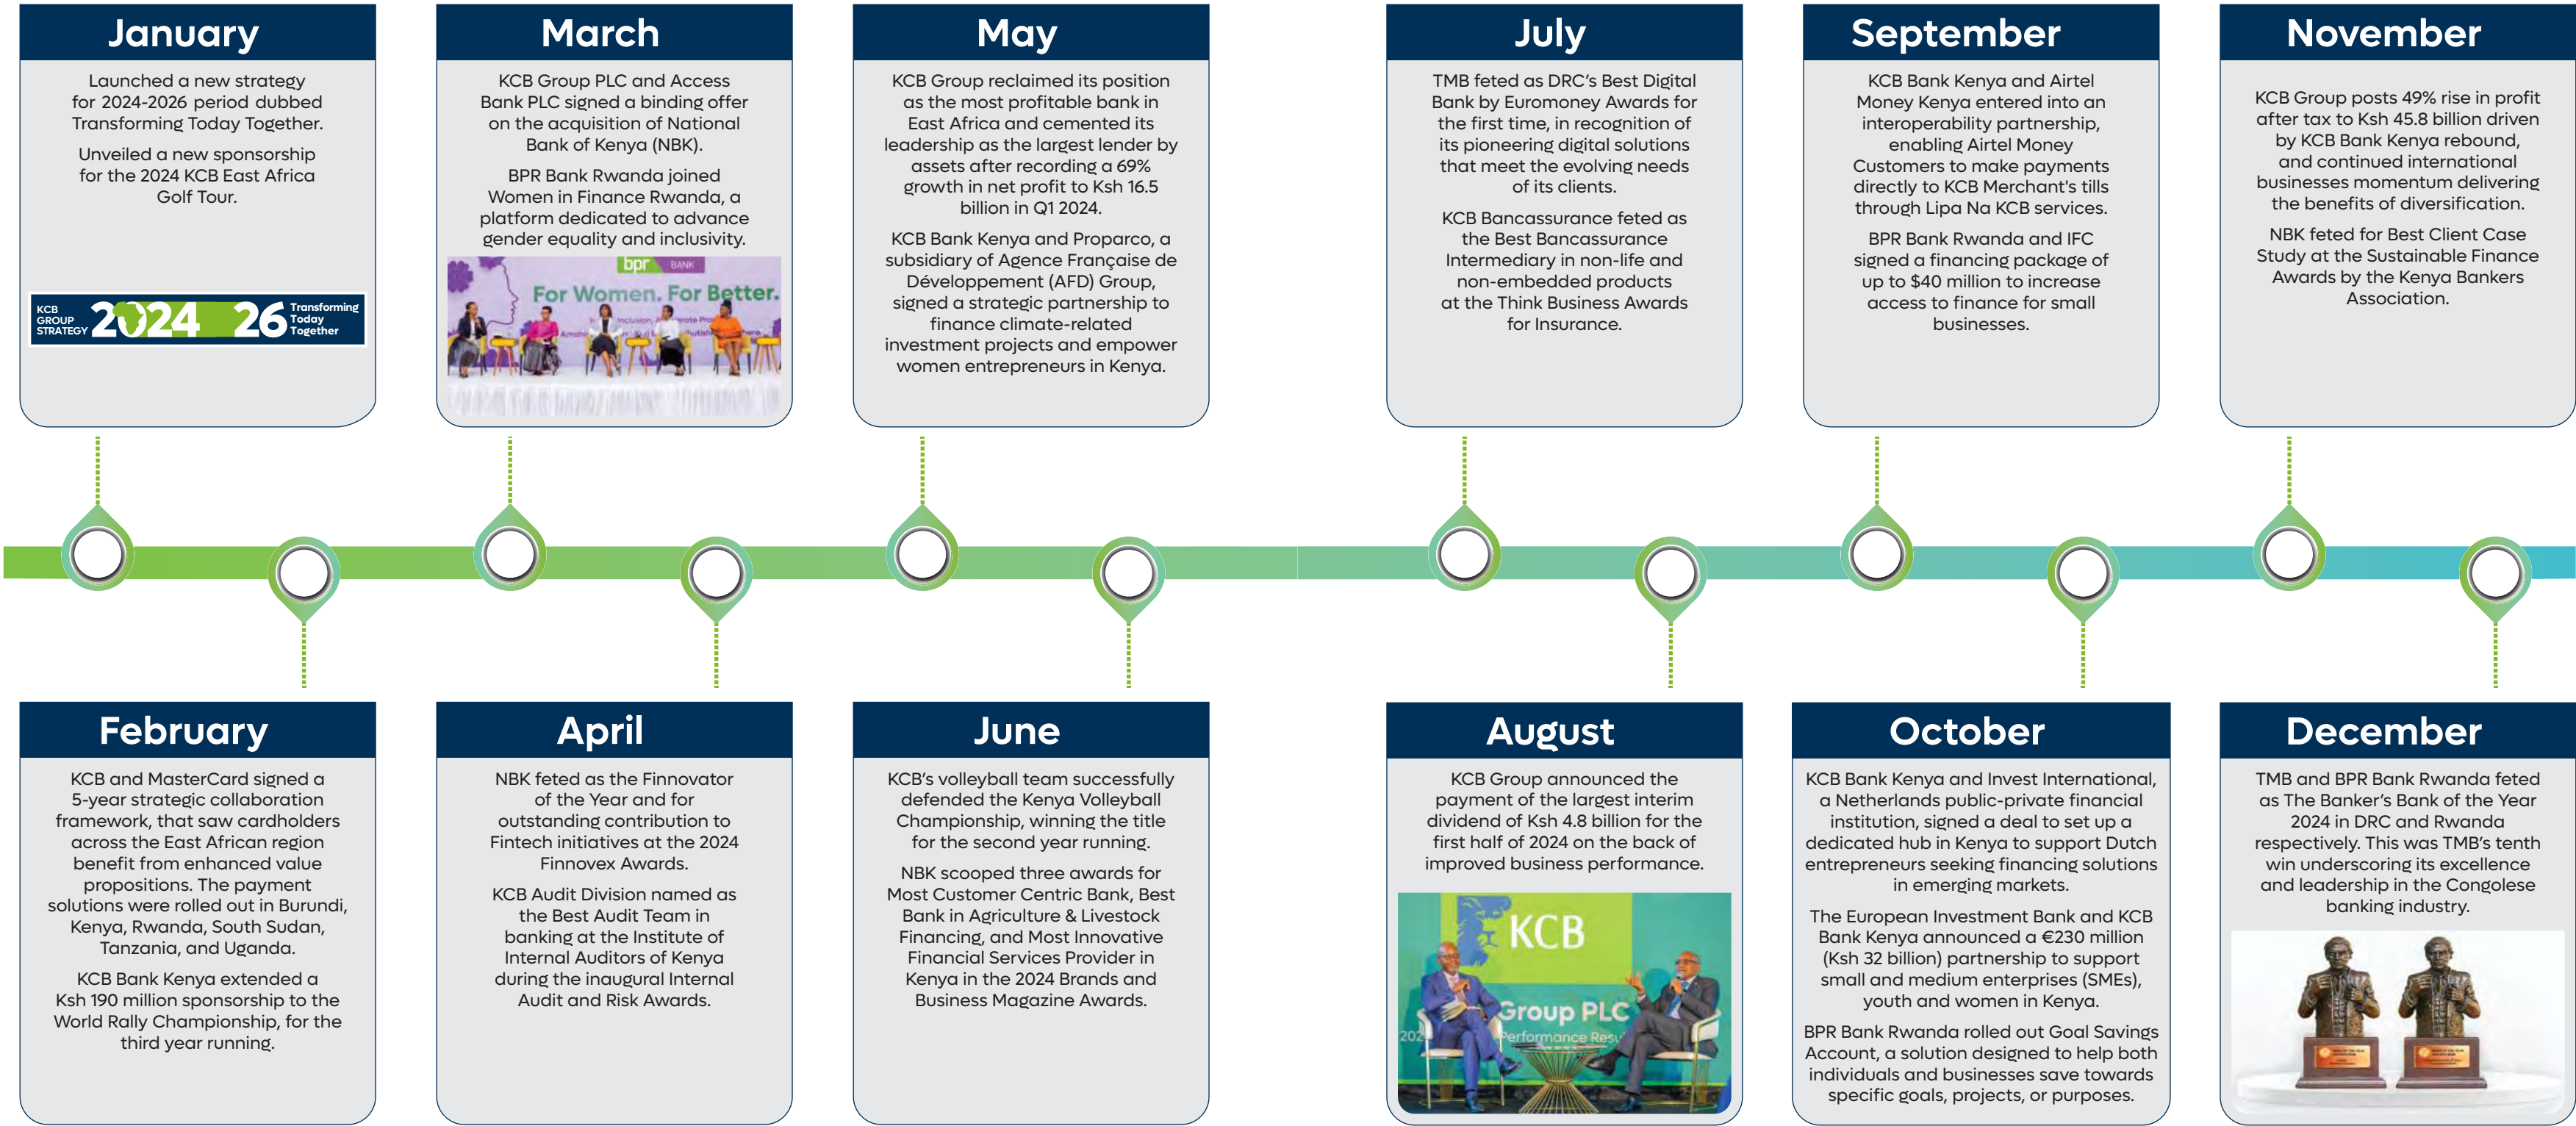 January
Launched a new strategy
for 2024-2026 period dubbed
Transforming Today Together.
Unveiled a new sponsorship
for the 2024 KCB East Africa
Golf Tour.
KCB
GROUP
STRATEGY
2024 26
Transforming
Today
Together
March
KCB Group PLC and Access
Bank PLC signed a binding offer
on the acquisition of National
Bank of Kenya (NBK).
BPR Bank Rwanda joined
Women in Finance Rwanda, a
platform dedicated to advance
gender equality and inclusivity.
bpr BANK
For Women. For Better.
May
KCB Group reclaimed its position
as the most profitable bank in
East Africa and cemented its
leadership as the largest lender by
assets after recording a 69%
growth in net profit to Ksh 16.5
billion in Q1 2024.
KCB Bank Kenya and Proparco, a
subsidiary of Agence Française de
Développement (AFD) Group,
signed a strategic partnership to
finance climate-related
investment projects and empower
women entrepreneurs in Kenya.
July
TMB feted as DRC’s Best Digital
Bank by Euromoney Awards for
the first time, in recognition of
its pioneering digital solutions
that meet the evolving needs
of its clients.
KCB Bancassurance feted as
the Best Bancassurance
Intermediary in non-life and
non-embedded products
at the Think Business Awards
for Insurance.
September
KCB Bank Kenya and Airtel
Money Kenya entered into an
interoperability partnership,
enabling Airtel Money
Customers to make payments
directly to KCB Merchant's tills
through Lipa Na KCB services.
BPR Bank Rwanda and IFC
signed a financing package of
up to $40 million to increase
access to finance for small
businesses.
November
KCB Group posts 49% rise in profit
after tax to Ksh 45.8 billion driven
by KCB Bank Kenya rebound,
and continued international
businesses momentum delivering
the benefits of diversification.
NBK feted for Best Client Case
Study at the Sustainable Finance
Awards by the Kenya Bankers
Association.
February
KCB and MasterCard signed a
5-year strategic collaboration
framework, that saw cardholders
across the East African region
benefit from enhanced value
propositions. The payment
solutions were rolled out in Burundi,
Kenya, Rwanda, South Sudan,
Tanzania, and Uganda.
KCB Bank Kenya extended a
Ksh 190 million sponsorship to the
World Rally Championship, for the
third year running.
April
NBK feted as the Finnovator
of the Year and for
outstanding contribution to
Fintech initiatives at the 2024
Finnovex Awards.
KCB Audit Division named as
the Best Audit Team in
banking at the Institute of
Internal Auditors of Kenya
during the inaugural Internal
Audit and Risk Awards.
June
KCB’s volleyball team successfully
defended the Kenya Volleyball
Championship, winning the title
for the second year running.
NBK scooped three awards for
Most Customer Centric Bank, Best
Bank in Agriculture & Livestock
Financing, and Most Innovative
Financial Services Provider in
Kenya in the 2024 Brands and
Business Magazine Awards.
August
KCB Group announced the
payment of the largest interim
dividend of Ksh 4.8 billion for the
first half of 2024 on the back of
improved business performance.
KCB
Group PLC
202 Performance Resu
October
KCB Bank Kenya and Invest International,
a Netherlands public-private financial
institution, signed a deal to set up a
dedicated hub in Kenya to support Dutch
entrepreneurs seeking financing solutions
in emerging markets.
The European Investment Bank and KCB
Bank Kenya announced a €230 million
(Ksh 32 billion) partnership to support
small and medium enterprises (SMEs),
youth and women in Kenya.
BPR Bank Rwanda rolled out Goal Savings
Account, a solution designed to help both
individuals and businesses save towards
specific goals, projects, or purposes.
December
TMB and BPR Bank Rwanda feted
as The Banker’s Bank of the Year
2024 in DRC and Rwanda
respectively. This was TMB’s tenth
win underscoring its excellence
and leadership in the Congolese
banking industry.